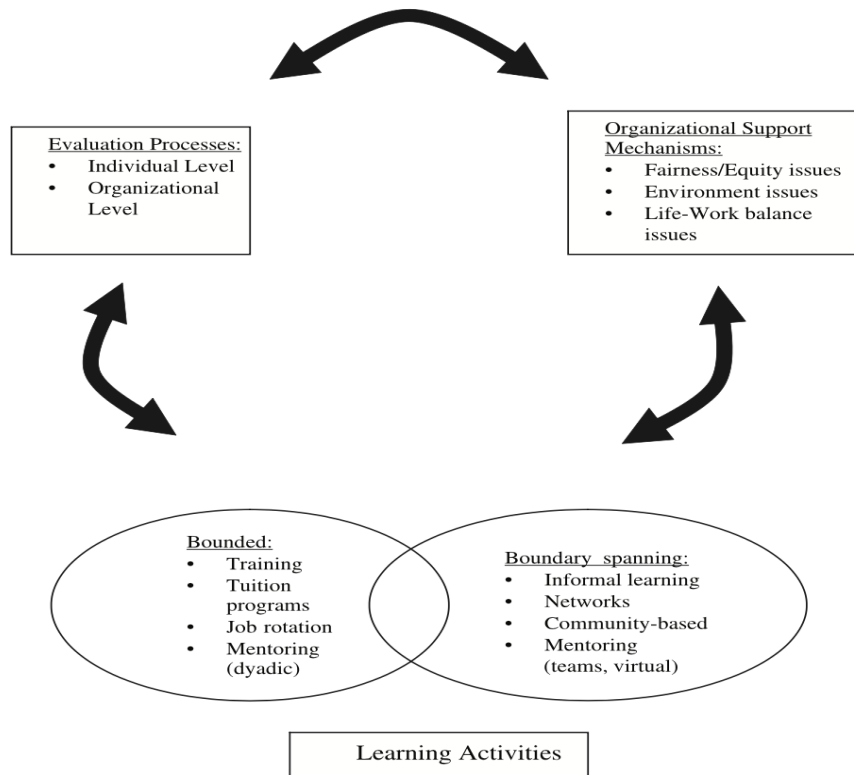 Evaluation Processes:
• Individual Level
• Organizational
Level
Organizational Support
Mechanisms:
• Fairness/Equity issues
• Environment issues
• Life-Work balance
issues
Bounded:
• Training
• Tuition
programs
• Job rotation
• Mentoring
(dyadic)
Boundary spanning:
• Informal learning
• Networks
• Community-based
• Mentoring
(teams, virtual)
Learning Activities